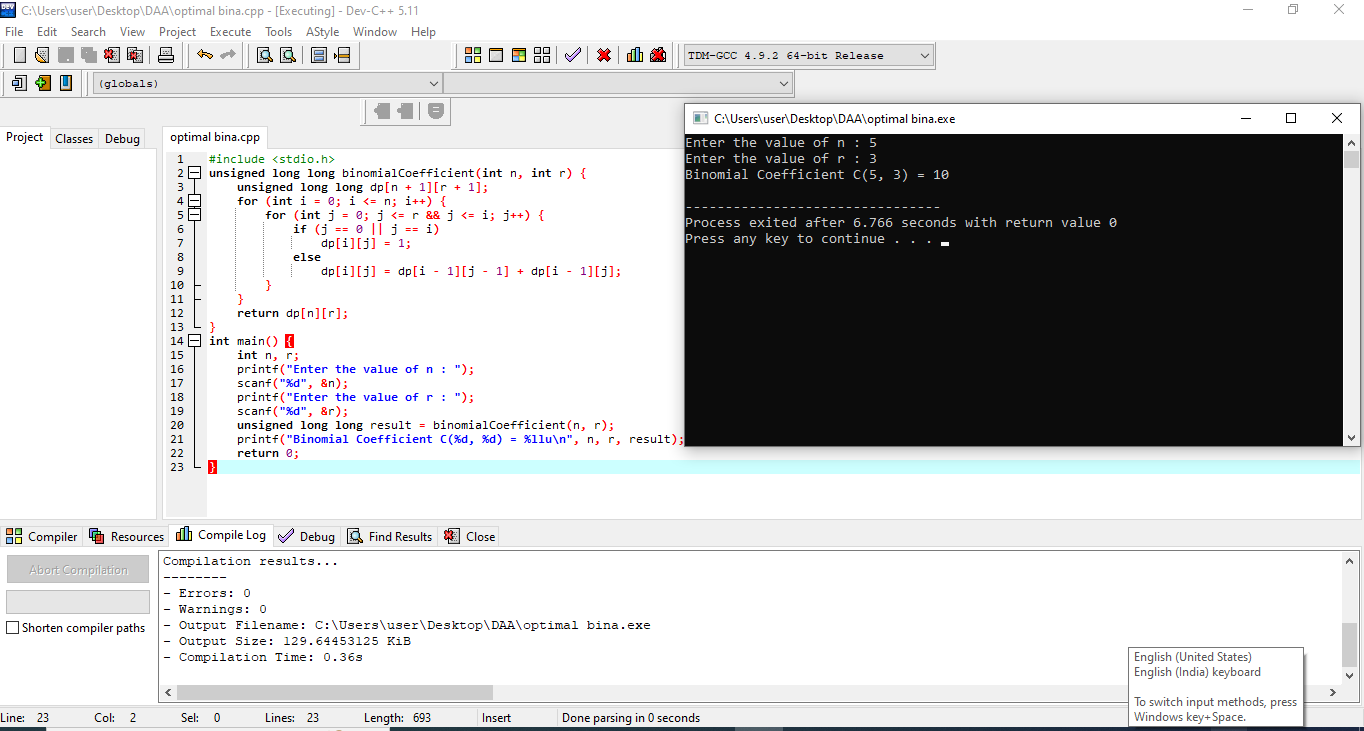 C:\Users\user\Desktop\DAA\optimal bina.cpp - [Executing] - Dev-C++ 5.11
File Edit Search View Project Execute Tools AStyle Window Help
TDM-GCC 4.9.2 64-bit Release
(globals)
Project Classes Debug
optimal bina.cpp
1 #include <stdio.h>
2 unsigned long long binomialCoefficient(int n, int r) {
3 unsigned long long dp[n + 1][r + 1];
4 for (int i = 0; i <= n; i++) {
5 for (int j = 0; j <= r && j <= i; j++) {
6 if (j == 0 || j == i)
7 dp[i][j] = 1;
8 else
9 dp[i][j] = dp[i - 1][j - 1] + dp[i - 1][j];
10 }
11 }
12 return dp[n][r];
13 }
14 int main() {
15 int n, r;
16 printf("Enter the value of n : ");
17 scanf("%d", &n);
18 printf("Enter the value of r : ");
19 scanf("%d", &r);
20 unsigned long long result = binomialCoefficient(n, r);
21 printf("Binomial Coefficient C(%d, %d) = %llu\n", n, r, result);
22 return 0;
23 }
C:\Users\user\Desktop\DAA\optimal bina.exe
Enter the value of n : 5
Enter the value of r : 3
Binomial Coefficient C(5, 3) = 10
--------------------------------
Process exited after 6.766 seconds with return value 0
Press any key to continue . . .
Compiler Resources Compile Log Debug Find Results Close
Abort Compilation
Shorten compiler paths
Compilation results...
--------
- Errors: 0
- Warnings: 0
- Output Filename: C:\Users\user\Desktop\DAA\optimal bina.exe
- Output Size: 129.64453125 KiB
- Compilation Time: 0.36s
English (United States)
English (India) keyboard
To switch input methods, press
Windows key+Space.
Line: 23 Col: 2 Sel: 0 Lines: 23 Length: 693 Insert Done parsing in 0 seconds